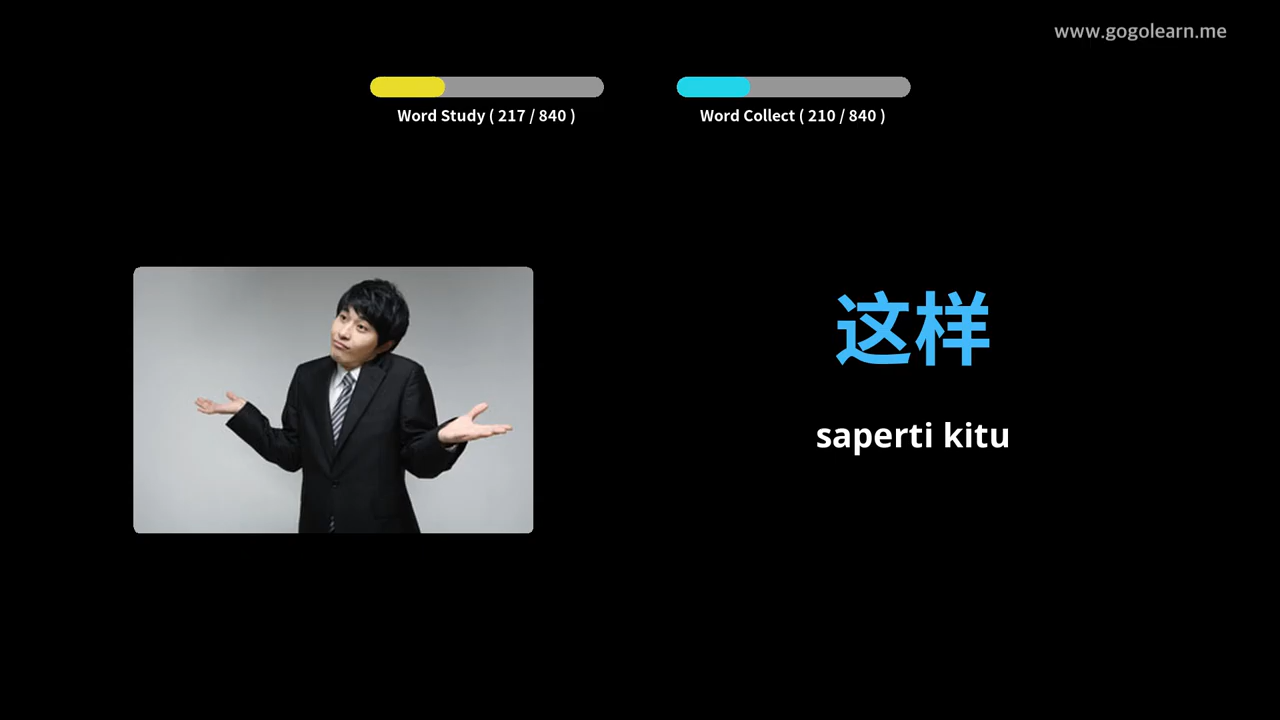 www.gogolearn.me
Word Study ( 217 / 840 )
Word Collect ( 210 / 840 )
这样
saperti kitu